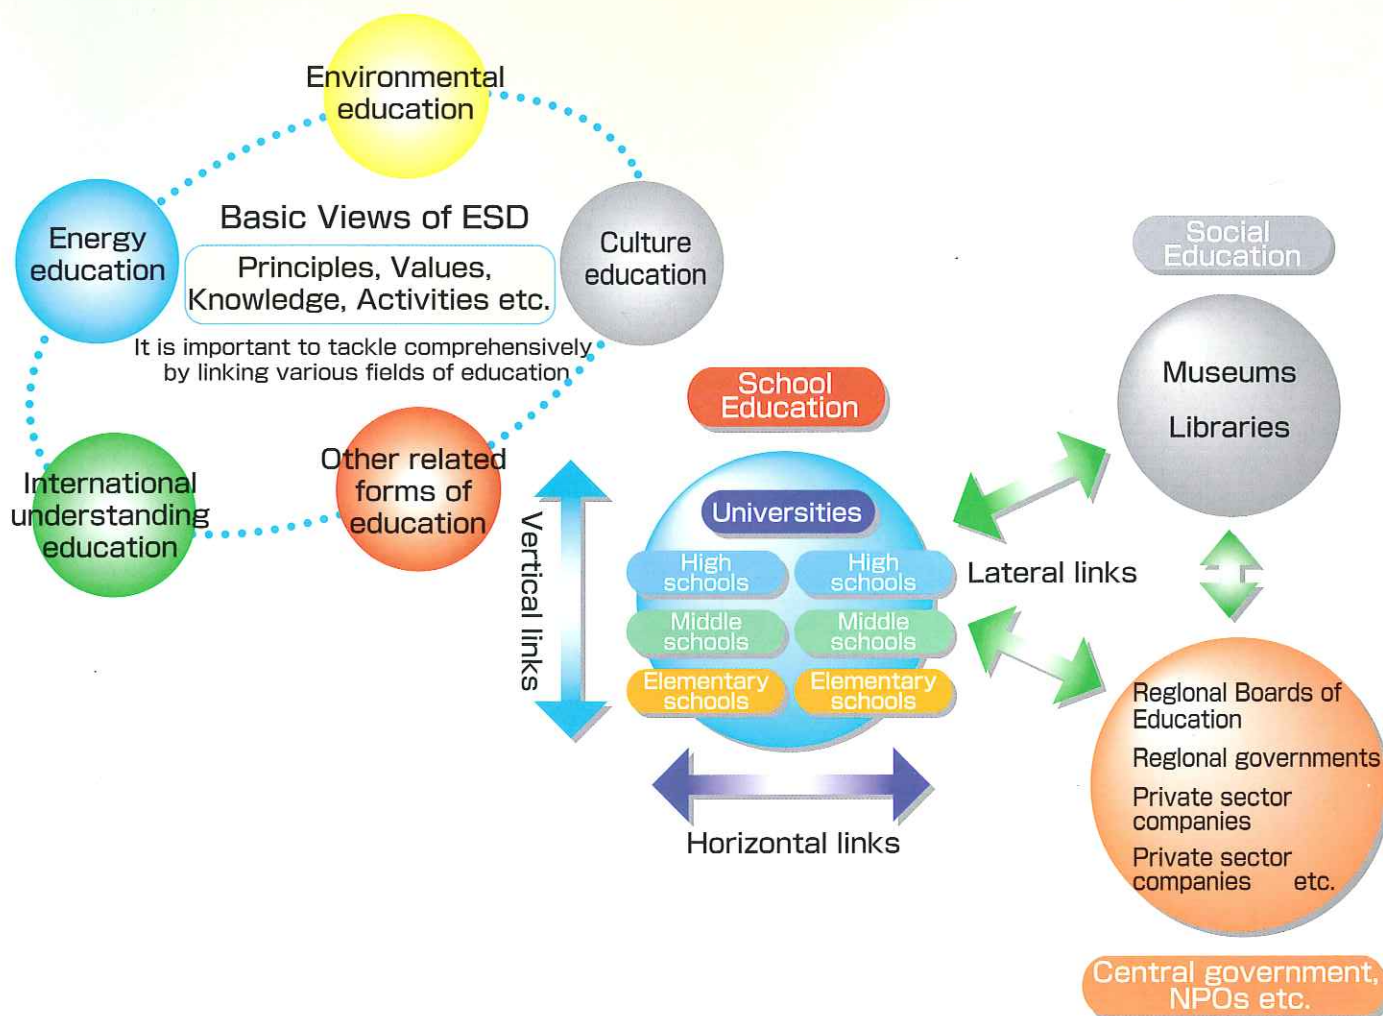 Environmental
education
Energy
education
Basic Views of ESD
Principles, Values,
Knowledge, Activities etc.
Culture
education
It is important to tackle comprehensively
by linking various fields of education
International
understanding
education
Other related
forms of
education
School
Education
Universities
High
schools
High
schools
Middle
schools
Middle
schools
Elementary
schools
Elementary
schools
Vertical links
Horizontal links
Lateral links
Social
Education
Museums
Libraries
Regional Boards of
Education
Reglonal governments
Private sector
companies
Private sector
companies etc.
Central government,
NPOs etc.